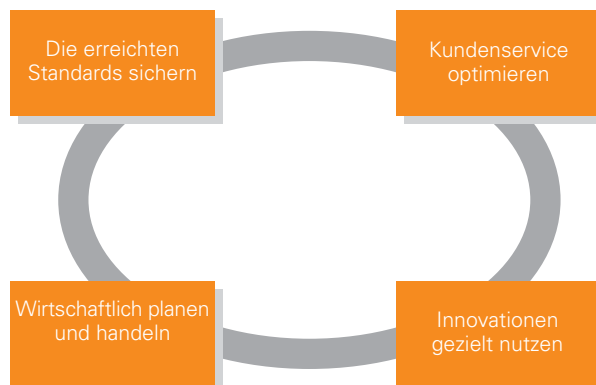 Die erreichten
Standards sichern
Kundenservice
optimieren
Wirtschaftlich planen
und handeln
Innovationen
gezielt nutzen